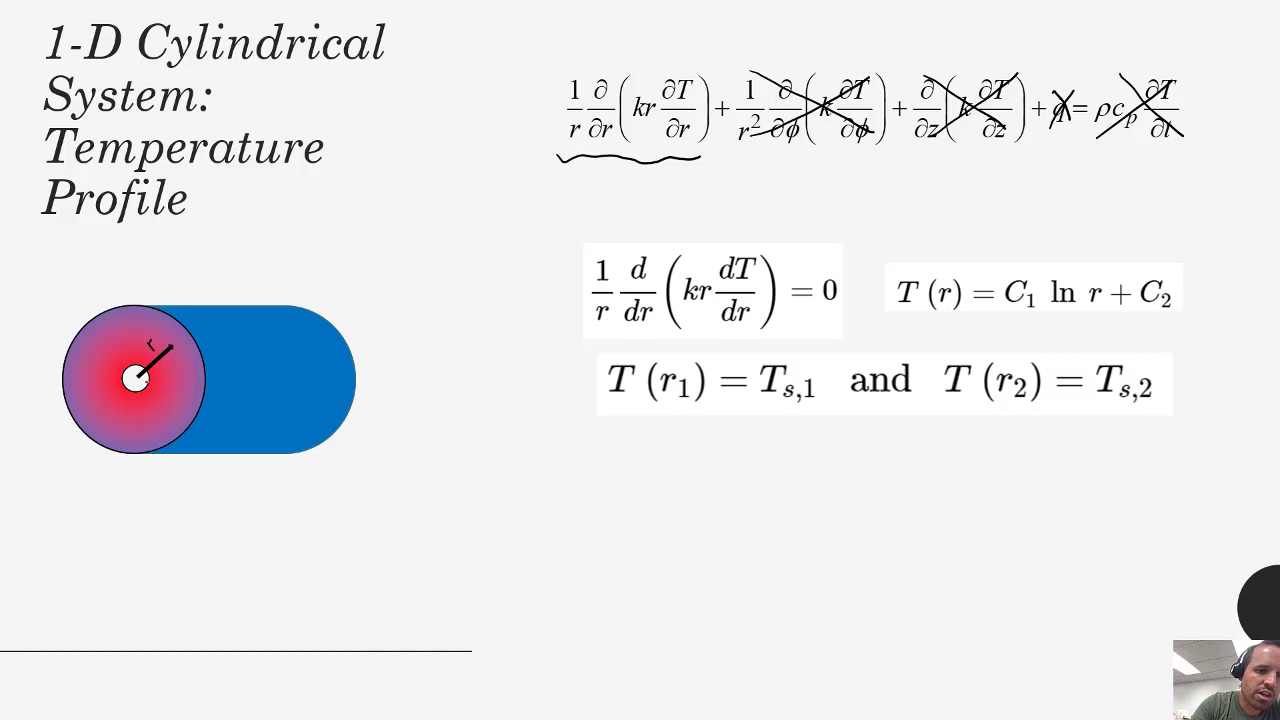 1-D Cylindrical
System:
Temperature
Profile
1/r ∂/∂r (kr ∂T/∂r) + 1/r² ∂/∂ϕ (k ∂T/∂ϕ) + ∂/∂z (k ∂T/∂z) + q̇ = ρc_p ∂T/∂t
1/r d/dr (kr dT/dr) = 0
T (r) = C₁ ln r + C₂
T (r₁) = T_s,1 and T (r₂) = T_s,2
r